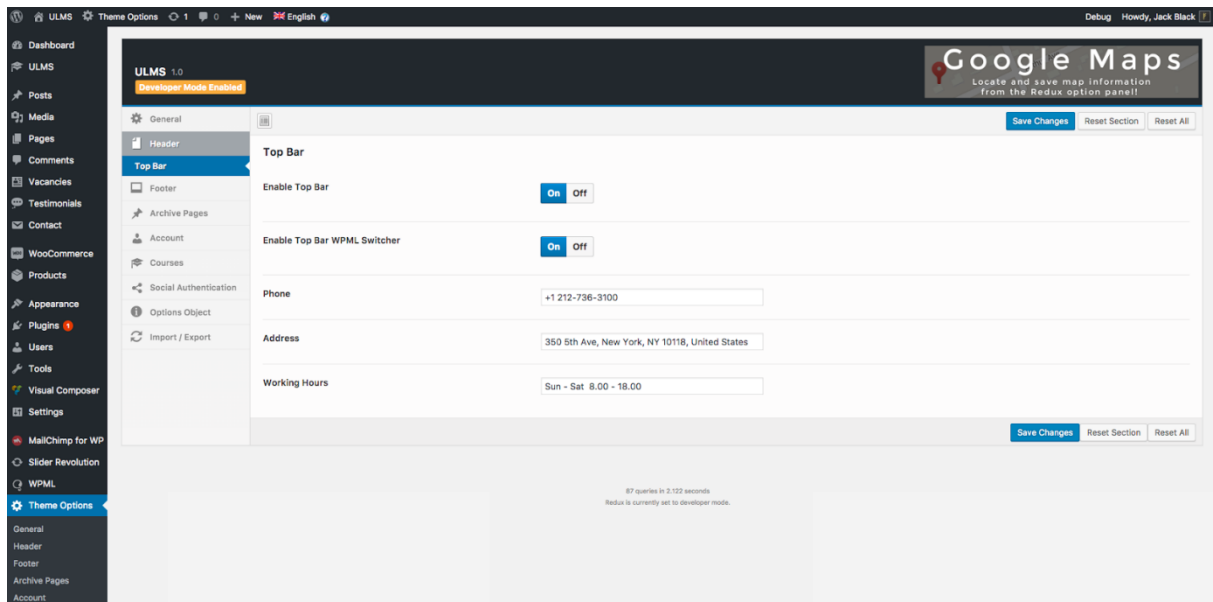 ULMS Theme Options 1 0 New English Debug Howdy, Jack Black
Dashboard
ULMS
Posts
Media
Pages
Comments
Vacancies
Testimonials
Contact
WooCommerce
Products
Appearance
Plugins 1
Users
Tools
Visual Composer
Settings
MailChimp for WP
Slider Revolution
WPML
Theme Options
General
Header
Footer
Archive Pages
Account
ULMS 1.0
Developer Mode Enabled
Google Maps
Locate and save map information
from the Redux option panel!
General
Header
Top Bar
Footer
Archive Pages
Account
Courses
Social Authentication
Options Object
Import / Export
Save Changes Reset Section Reset All
Top Bar
Enable Top Bar On Off
Enable Top Bar WPML Switcher On Off
Phone +1 212-736-3100
Address 350 5th Ave, New York, NY 10118, United States
Working Hours Sun - Sat 8.00 - 18.00
Save Changes Reset Section Reset All
87 queries in 2.122 seconds
Redux is currently set to developer mode.